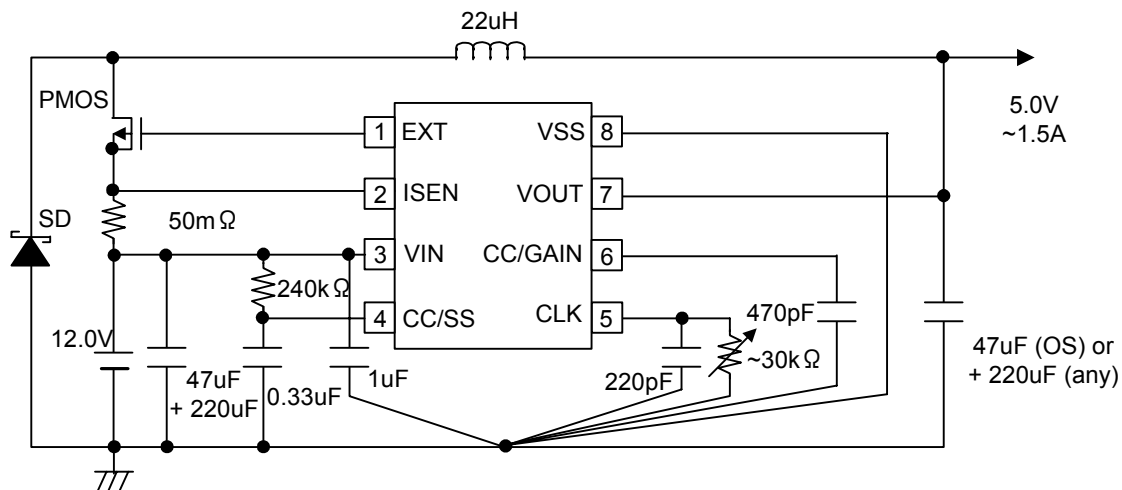 22uH
PMOS
5.0V
~1.5A
1 EXT VSS 8
2 ISEN VOUT 7
SD
50mΩ
3 VIN CC/GAIN 6
240kΩ
4 CC/SS CLK 5
470pF
12.0V
~30kΩ
47uF (OS) or
+ 220uF (any)
47uF
+ 220uF
0.33uF
1uF
220pF